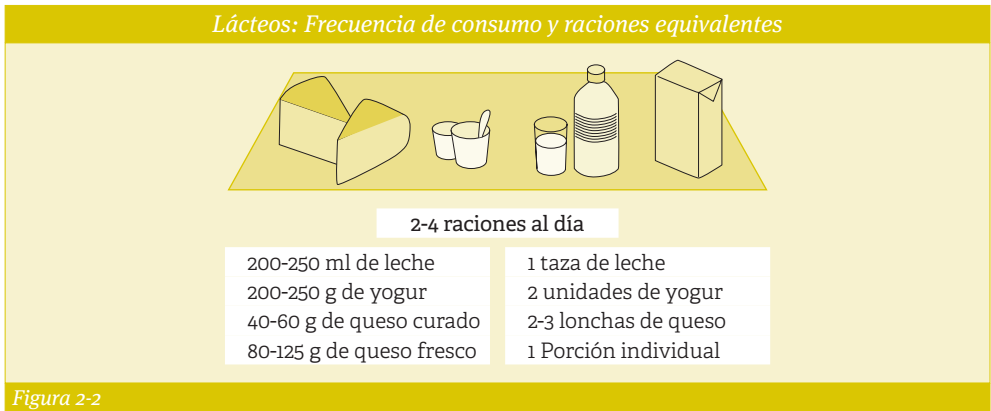 Lácteos: Frecuencia de consumo y raciones equivalentes
2-4 raciones al día
200-250 ml de leche
1 taza de leche
200-250 g de yogur
2 unidades de yogur
40-60 g de queso curado
2-3 lonchas de queso
80-125 g de queso fresco
1 Porción individual
Figura 2-2